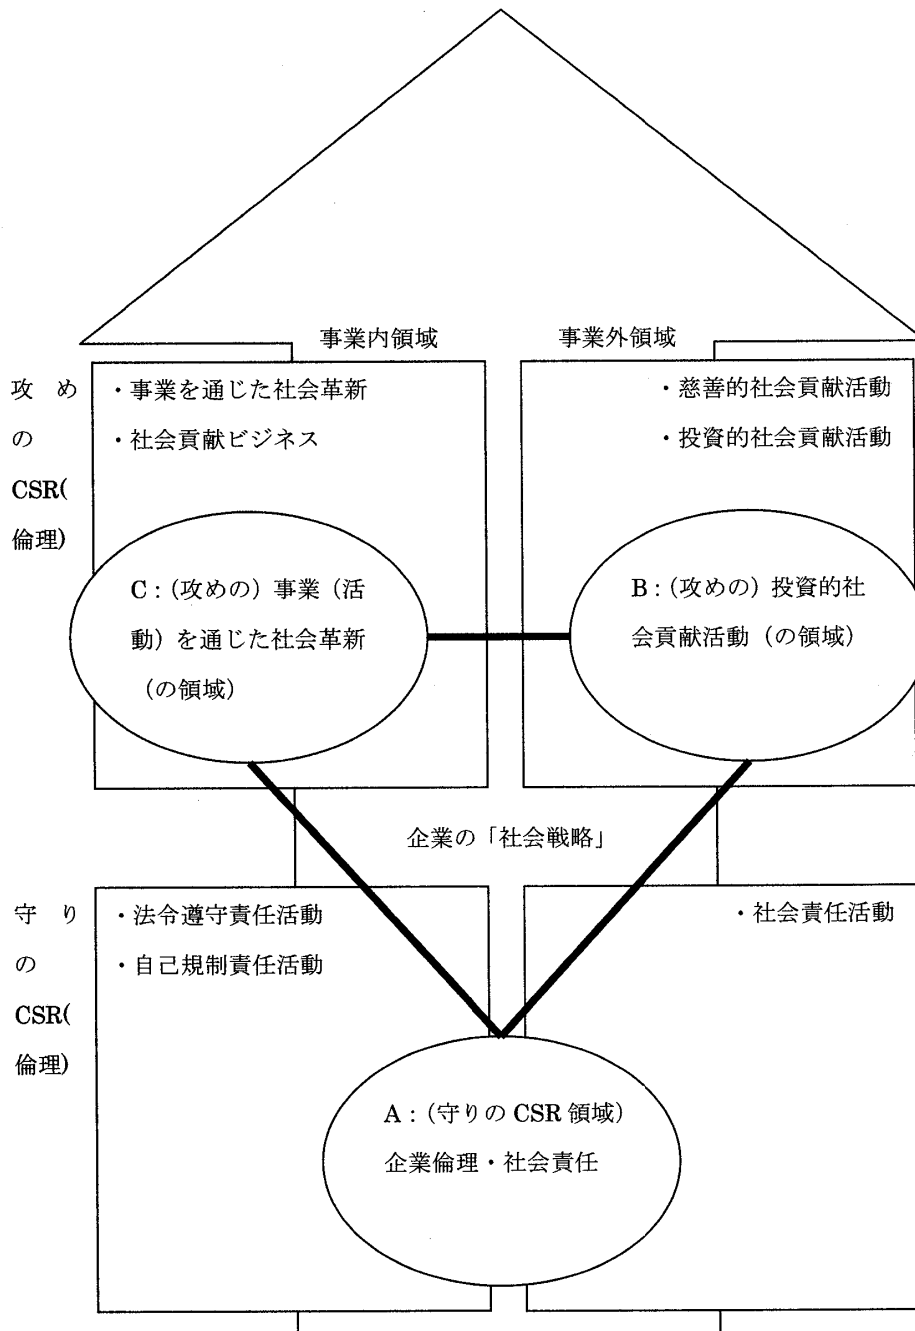 事業内領域
事業外領域
攻め
の
CSR(
倫理)
・事業を通じた社会革新
・社会貢献ビジネス
・慈善的社会貢献活動
・投資的社会貢献活動
C：(攻めの) 事業（活
動）を通じた社会革新
（の領域）
B：(攻めの) 投資的社
会貢献活動（の領域）
企業の「社会戦略」
守り
の
CSR(
倫理)
・法令遵守責任活動
・自己規制責任活動
・社会責任活動
A：(守りの CSR 領域）
企業倫理・社会責任